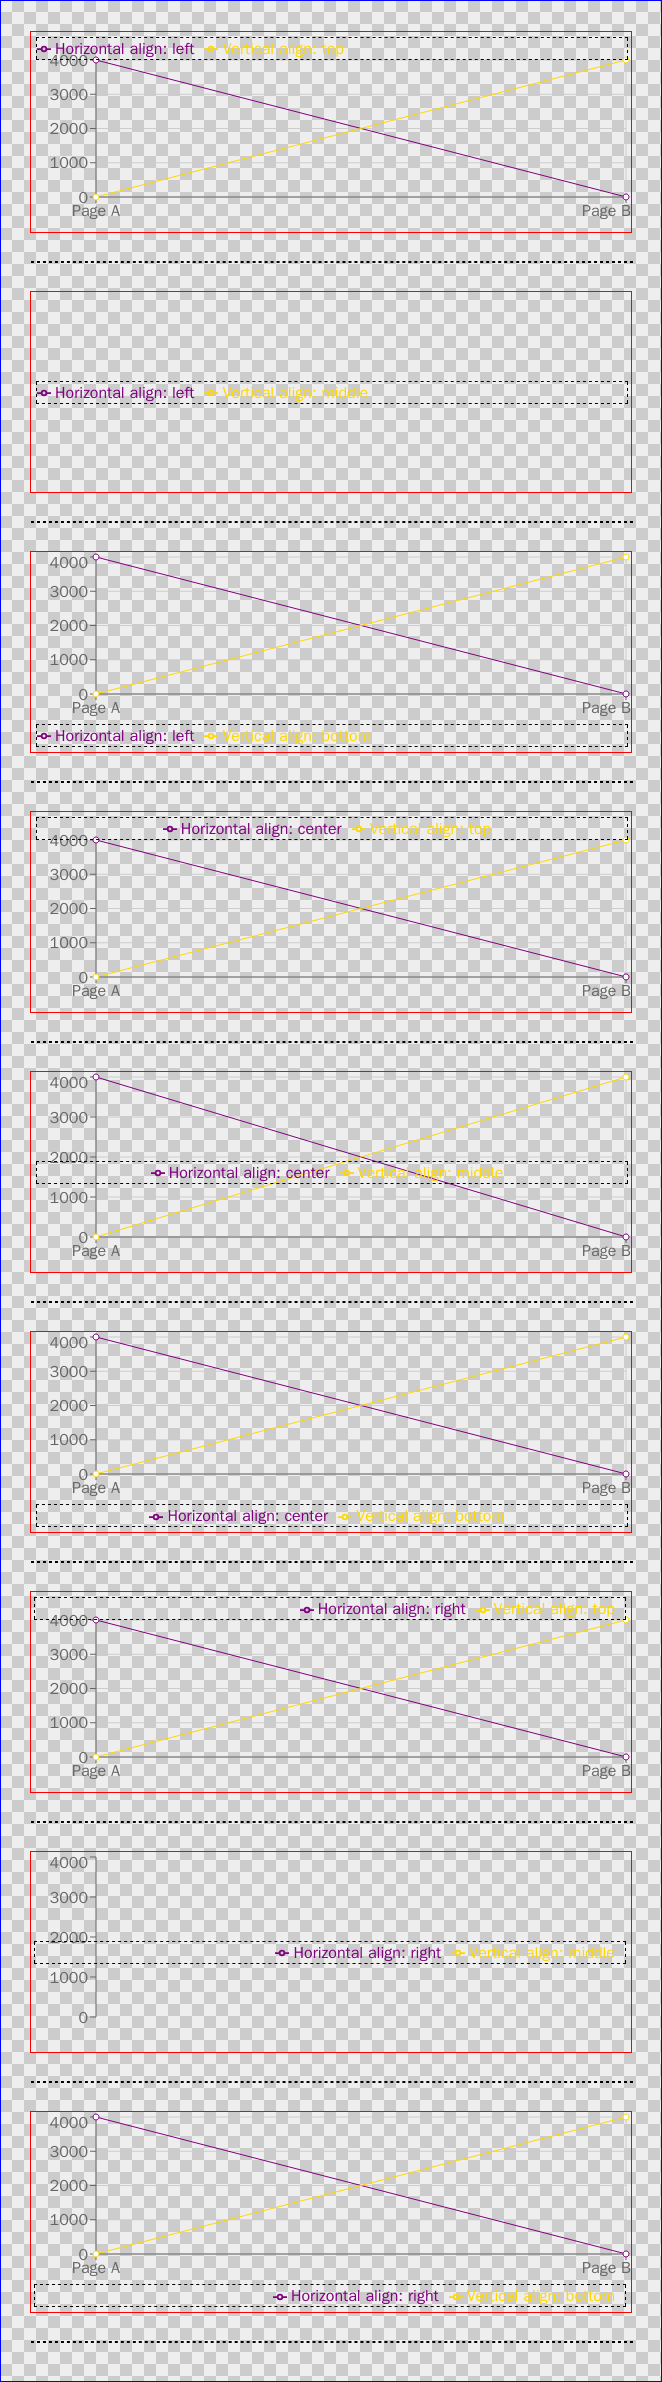 Horizontal align: left Vertical align: top
4000
3000
2000
1000
0
Page A Page B
Horizontal align: left Vertical align: middle
4000
3000
2000
1000
0
Page A Page B
Horizontal align: left Vertical align: bottom
Horizontal align: center Vertical align: top
4000
3000
2000
1000
0
Page A Page B
4000
3000
2000
Horizontal align: center Vertical align: middle
1000
0
Page A Page B
4000
3000
2000
1000
0
Page A Page B
Horizontal align: center Vertical align: bottom
Horizontal align: right Vertical align: top
4000
3000
2000
1000
0
Page A Page B
4000
3000
2000
Horizontal align: right Vertical align: middle
1000
0
4000
3000
2000
1000
0
Page A Page B
Horizontal align: right Vertical align: bottom